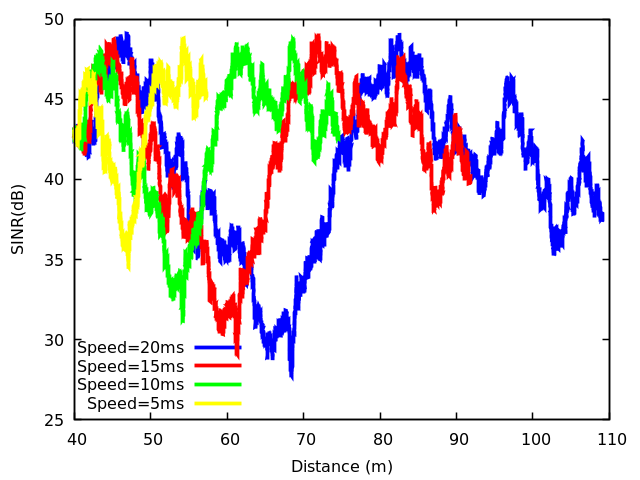 50
45
40
35
30
25
SINR(dB)
Speed=20ms
Speed=15ms
Speed=10ms
Speed=5ms
40 50 60 70 80 90 100 110
Distance (m)